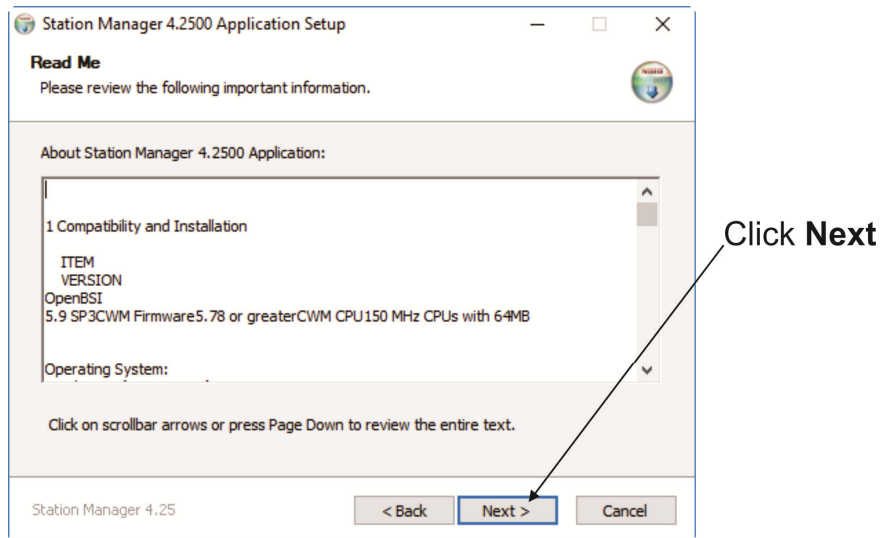 Station Manager 4.2500 Application Setup
Read Me
Please review the following important information.
About Station Manager 4.2500 Application:
1 Compatibility and Installation
ITEM
VERSION
OpenBSI
5.9 SP3CWM Firmware5.78 or greaterCWM CPU150 MHz CPUs with 64MB
Operating System:
Click on scrollbar arrows or press Page Down to review the entire text.
Click Next
Station Manager 4.25
< Back Next > Cancel